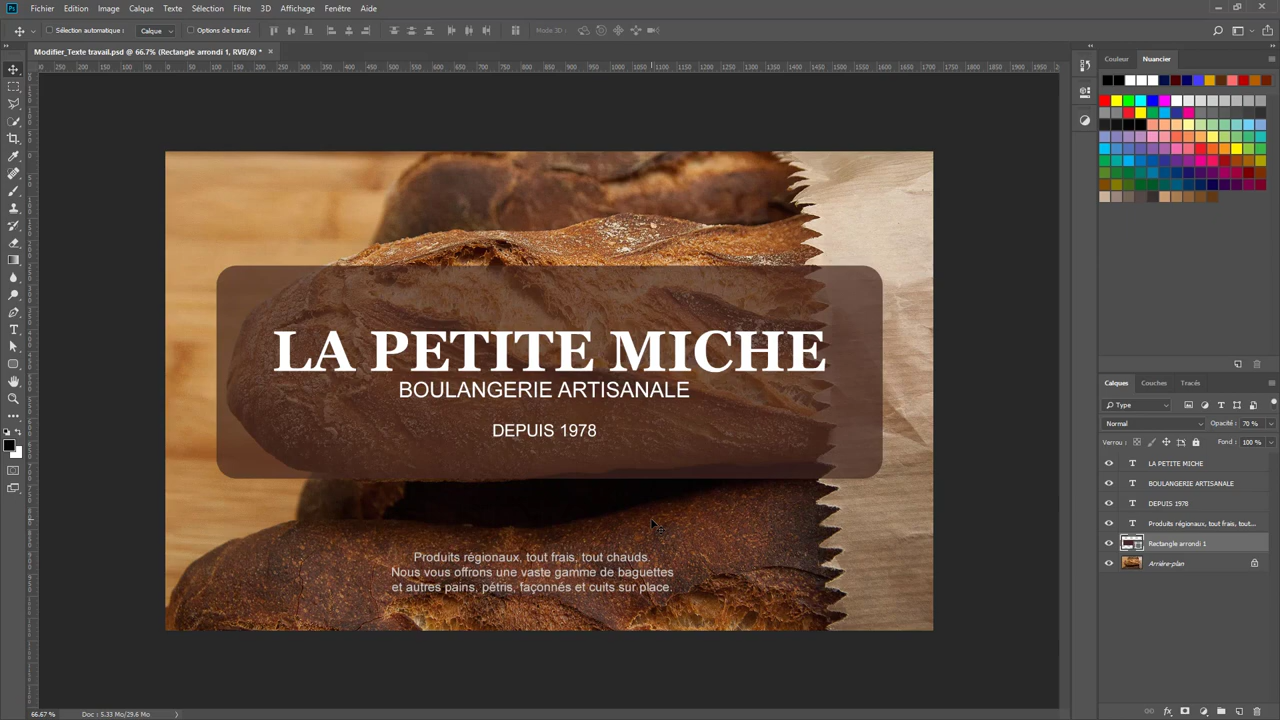 Ps Fichier Edition Image Calque Texte Sélection Filtre 3D Affichage Fenêtre Aide
Sélection automatique : Calque Options de transf. Mode 3D :
Modifier_Texte travail.psd @ 66.7% (Rectangle arrondi 1, RVB/8) *
Couleur Nuancier
LA PETITE MICHE
BOULANGERIE ARTISANALE
DEPUIS 1978
Produits régionaux, tout frais, tout chauds.
Nous vous offrons une vaste gamme de baguettes
et autres pains, pétris, façonnés et cuits sur place.
Calques Couches Tracés
Type
Normal Opacité : 70 %
Verrou : Fond : 100 %
LA PETITE MICHE
BOULANGERIE ARTISANALE
DEPUIS 1978
Produits régionaux, tout frais, tout...
Rectangle arrondi 1
Arrière-plan
fx
66.67 % Doc : 5.33 Mo/29.6 Mo